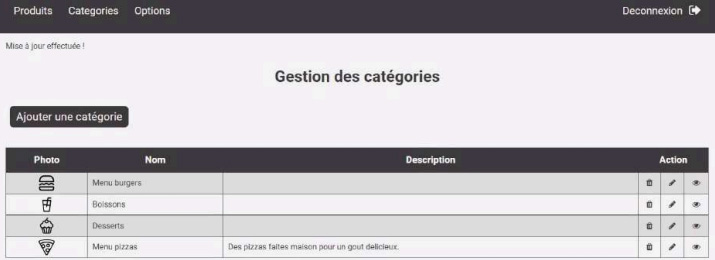 Produits Categories Options Deconnexion
Mise à jour effectuée !
Gestion des catégories
Ajouter une catégorie
Photo Nom Description Action
Menu burgers
Boissons
Desserts
Menu pizzas Des pizzas faites maison pour un gout delicieux.